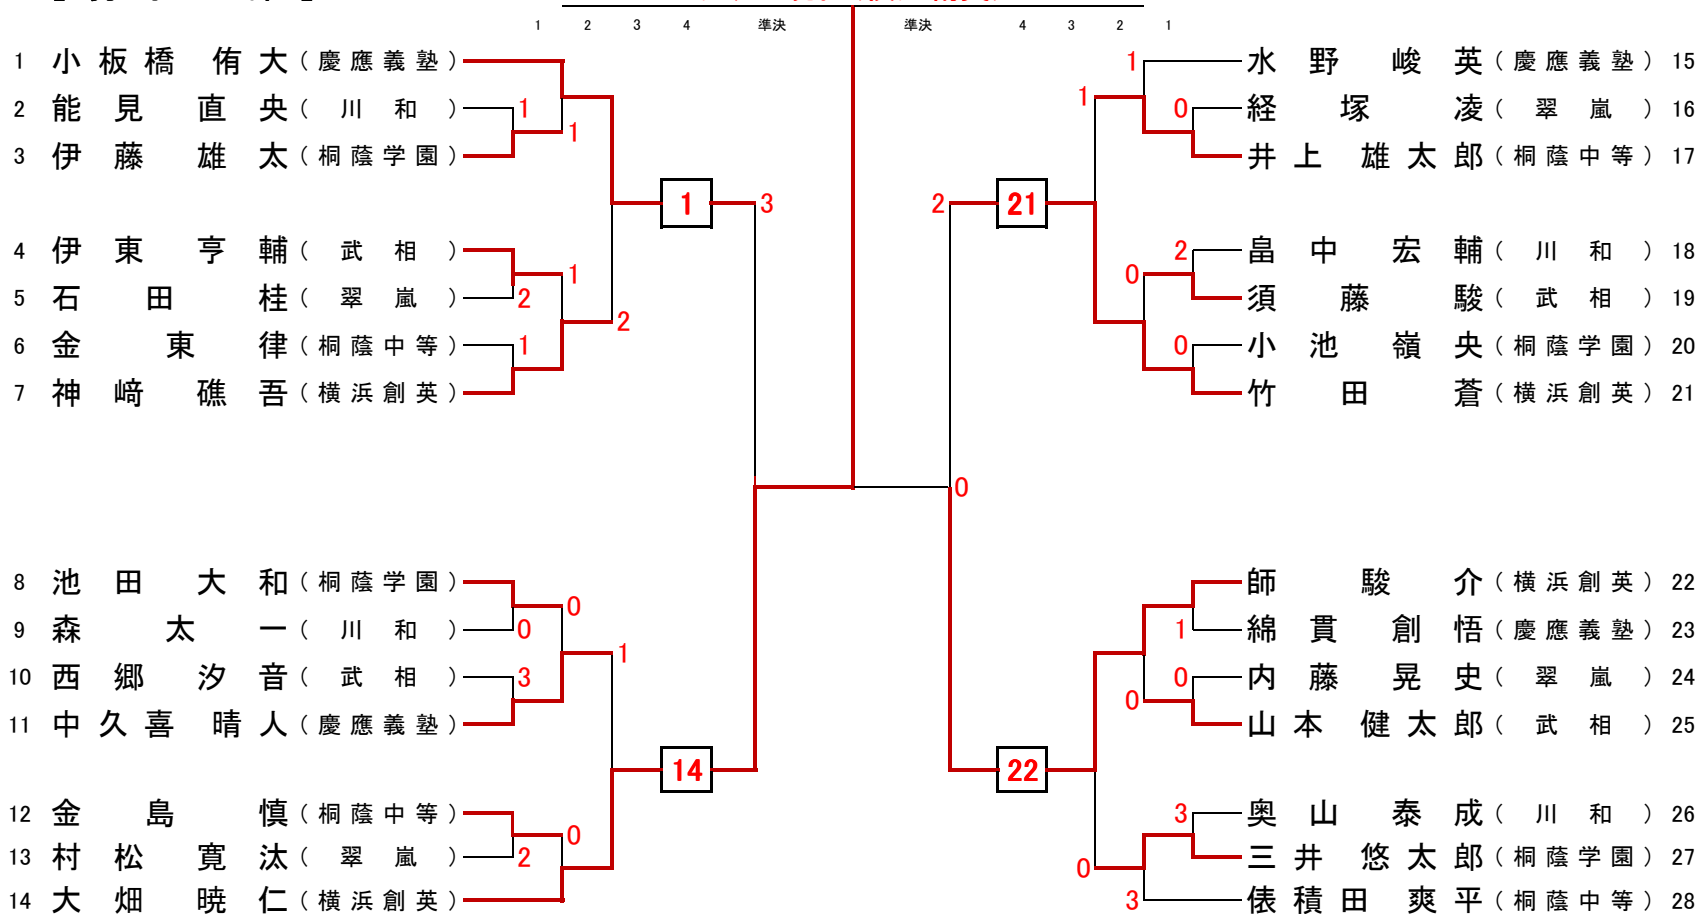 1 2 3 4 準決 準決 4 3 2 1
1 小板橋 侑大（慶應義塾） 1 水野 峻英（慶應義塾） 15
2 能見 直央（川和） 1 1 0 経塚 凌（翠嵐） 16
3 伊藤 雄太（桐蔭学園） 1 井上 雄太郎（桐蔭中等） 17
1 3 2 21
4 伊東 亨輔（武相） 1 0 2 畠中 宏輔（川和） 18
5 石田 桂（翠嵐） 2 須藤 駿（武相） 19
2
6 金 東律（桐蔭中等） 1 0 小池 嶺央（桐蔭学園） 20
7 神﨑 礁吾（横浜創英） 竹田 蒼（横浜創英） 21
0
8 池田 大和（桐蔭学園） 0 師 駿介（横浜創英） 22
9 森 太一（川和） 0 1 綿貫 創悟（慶應義塾） 23
1
10 西郷 汐音（武相） 3 0 内藤 晃史（翠嵐） 24
11 中久喜 晴人（慶應義塾） 0 山本 健太郎（武相） 25
14 22
12 金島 慎（桐蔭中等） 0 3 奥山 泰成（川和） 26
13 村松 寛汰（翠嵐） 2 0 三井 悠太郎（桐蔭学園） 27
14 大畑 暁仁（横浜創英） 3 俵積田 爽平（桐蔭中等） 28